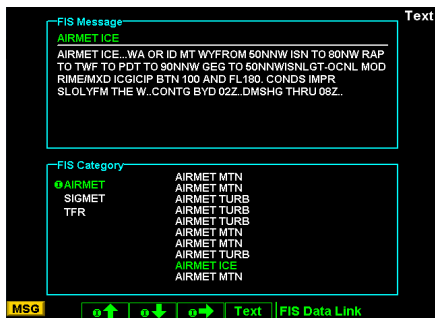 Text
FIS Message
AIRMET ICE
AIRMET ICE...WA OR ID MT WYFROM 50NNW ISN TO 80NW RAP
TO TWF TO PDT TO 90NNW GEG TO 50NNWISNLGT-OCNL MOD
RIME/MXD ICGICIP BTN 100 AND FL180. CONDS IMPR
SLOLYFM THE W..CONTG BYD 02Z..DMSHG THRU 08Z..
FIS Category
AIRMET
SIGMET
TFR
AIRMET MTN
AIRMET MTN
AIRMET TURB
AIRMET TURB
AIRMET TURB
AIRMET MTN
AIRMET MTN
AIRMET TURB
AIRMET ICE
AIRMET MTN
MSG
Text
FIS Data Link